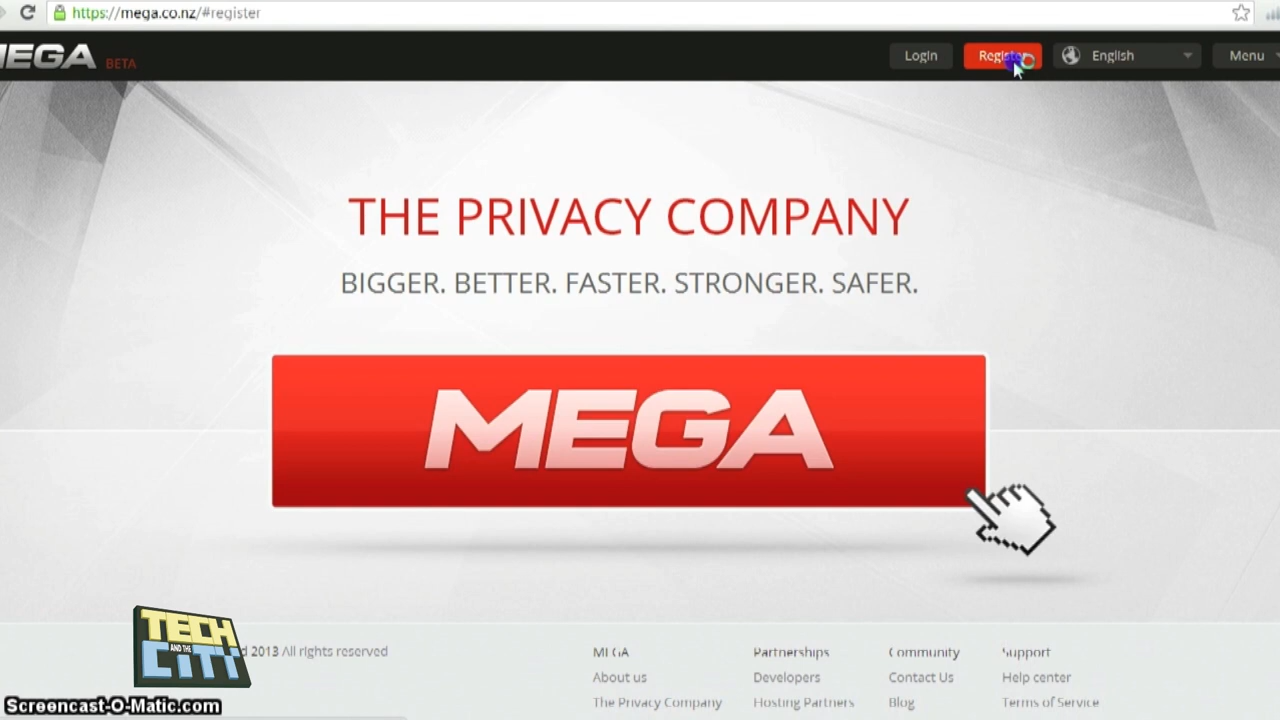 https://mega.co.nz/#register
MEGA BETA
Login
Register
English
Menu
THE PRIVACY COMPANY
BIGGER. BETTER. FASTER. STRONGER. SAFER.
MEGA
TECH
AND THE
CITI
2013 All rights reserved
MEGA
About us
The Privacy Company
Partnerships
Developers
Hosting Partners
Community
Contact Us
Blog
Support
Help center
Terms of Service
Screencast-O-Matic.com